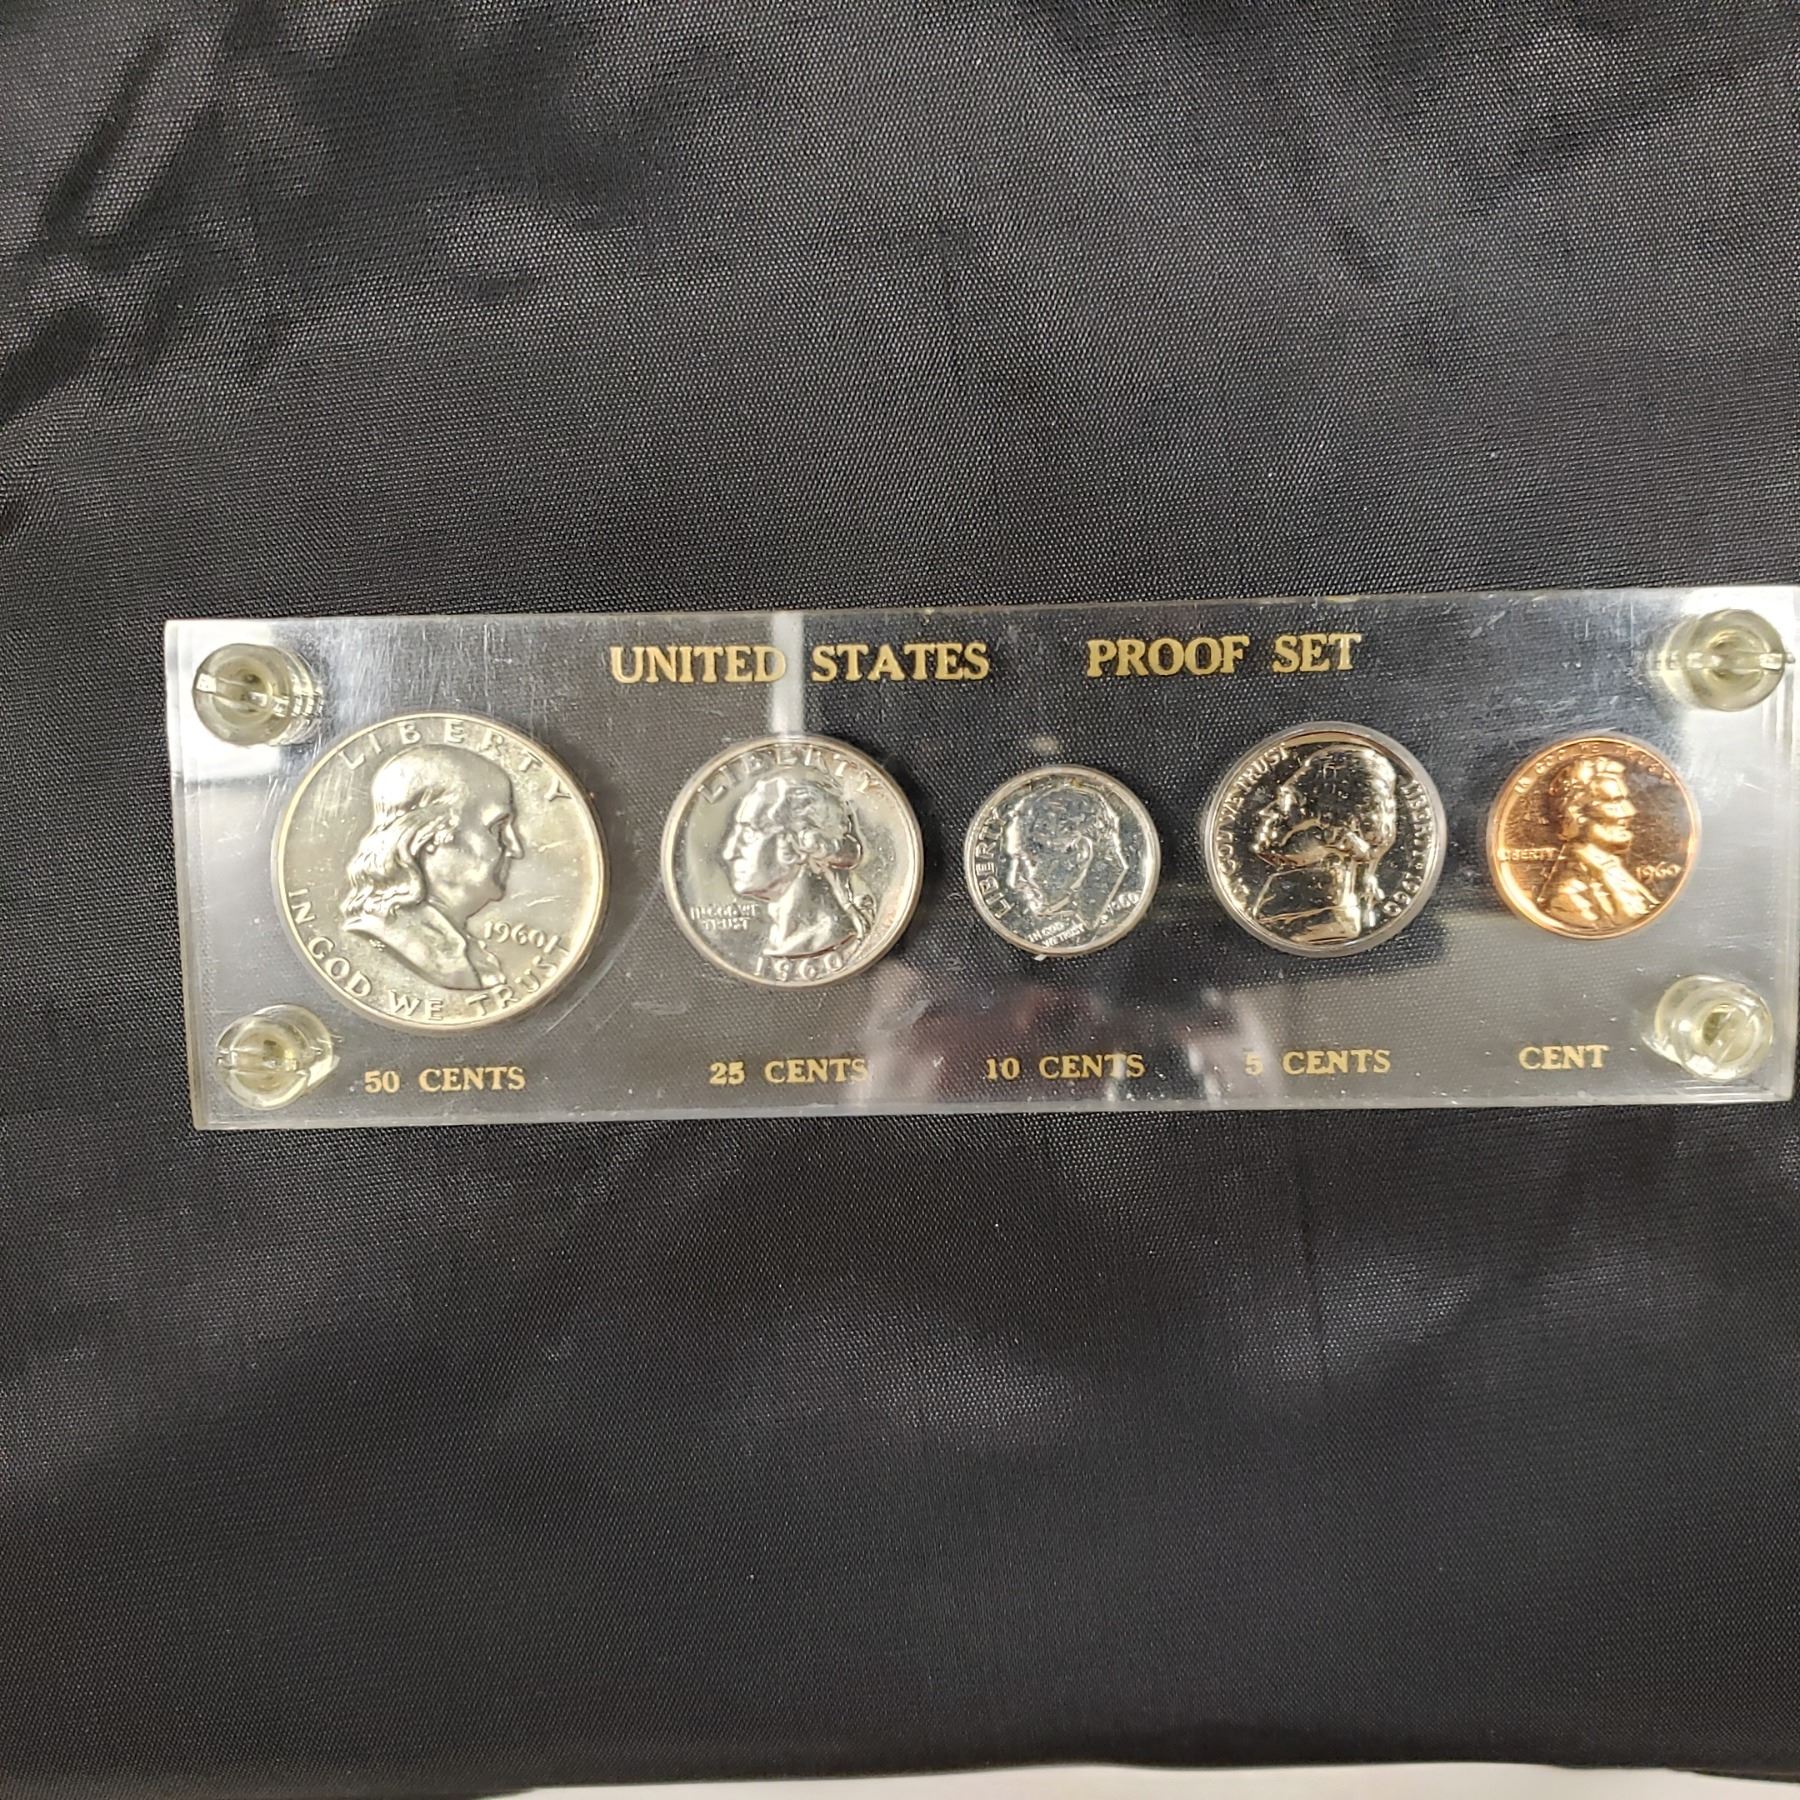 UNITED STATES PROOF SET
LIBERTY
IN GOD WE TRUST
1960
LIBERTY
IN GOD WE
TRUST
1960
LIBERTY
IN GOD
WE TRUST
1960
IN GOD WE TRUST
LIBERTY 1960
IN GOD WE TRUST
LIBERTY
1960
50 CENTS
25 CENTS
10 CENTS
5 CENTS
CENT